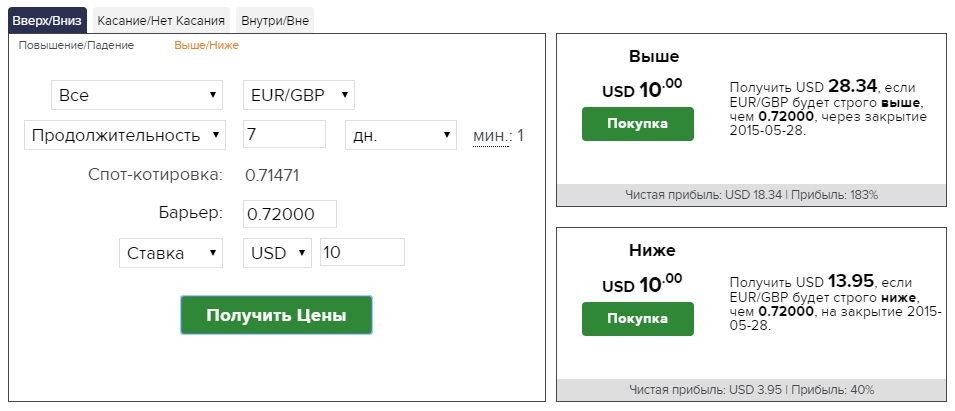 Вверх/Вниз Касание/Нет Касания Внутри/Вне
Повышение/Падение Выше/Ниже
Все EUR/GBP
Продолжительность 7 дн. мин.: 1
Спот-котировка: 0.71471
Барьер: 0.72000
Ставка USD 10
Получить Цены
Выше
USD 10.00
Покупка
Получить USD 28.34, если
EUR/GBP будет строго выше,
чем 0.72000, через закрытие
2015-05-28.
Чистая прибыль: USD 18.34 | Прибыль: 183%
Ниже
USD 10.00
Покупка
Получить USD 13.95, если
EUR/GBP будет строго ниже,
чем 0.72000, на закрытие 2015-
05-28.
Чистая прибыль: USD 3.95 | Прибыль: 40%